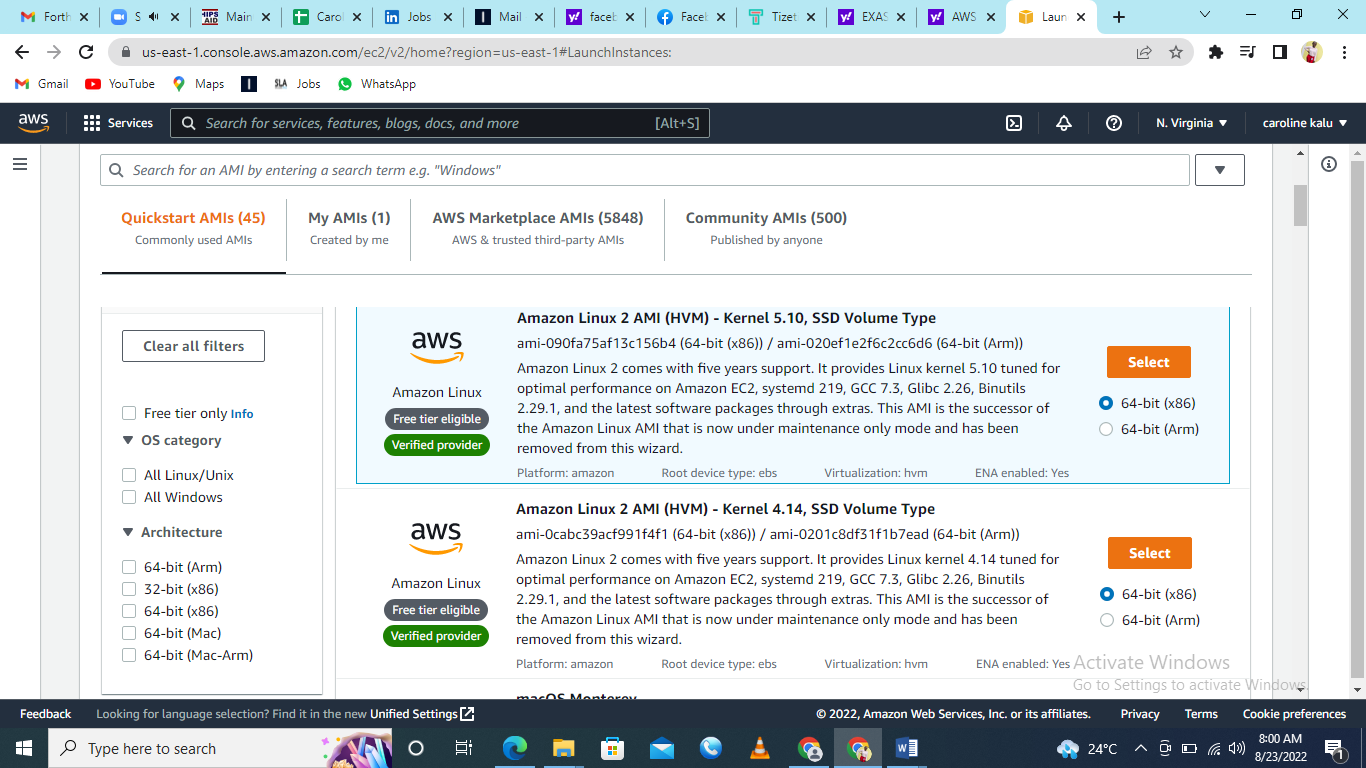 Forth
S
HIPS AID
Main
Carol
Jobs
Mail
faceb
Faceb
Tizet
EXAS
AWS
Laun
us-east-1.console.aws.amazon.com/ec2/v2/home?region=us-east-1#LaunchInstances:
Gmail
YouTube
Maps
SLA Jobs
WhatsApp
aws
Services
Search for services, features, blogs, docs, and more
[Alt+S]
N. Virginia
caroline kalu
Search for an AMI by entering a search term e.g. "Windows"
Quickstart AMIs (45)
Commonly used AMIs
My AMIs (1)
Created by me
AWS Marketplace AMIs (5848)
AWS & trusted third-party AMIs
Community AMIs (500)
Published by anyone
Clear all filters
Free tier only Info
OS category
All Linux/Unix
All Windows
Architecture
64-bit (Arm)
32-bit (x86)
64-bit (x86)
64-bit (Mac)
64-bit (Mac-Arm)
aws
Amazon Linux
Free tier eligible
Verified provider
Amazon Linux 2 AMI (HVM) - Kernel 5.10, SSD Volume Type
ami-090fa75af13c156b4 (64-bit (x86)) / ami-020ef1e2f6c2cc6d6 (64-bit (Arm))
Amazon Linux 2 comes with five years support. It provides Linux kernel 5.10 tuned for
optimal performance on Amazon EC2, systemd 219, GCC 7.3, Glibc 2.26, Binutils
2.29.1, and the latest software packages through extras. This AMI is the successor of
the Amazon Linux AMI that is now under maintenance only mode and has been
removed from this wizard.
Platform: amazon
Root device type: ebs
Virtualization: hvm
ENA enabled: Yes
Select
64-bit (x86)
64-bit (Arm)
aws
Amazon Linux
Free tier eligible
Verified provider
Amazon Linux 2 AMI (HVM) - Kernel 4.14, SSD Volume Type
ami-0cabc39acf991f4f1 (64-bit (x86)) / ami-0201c8df31f1b7ead (64-bit (Arm))
Amazon Linux 2 comes with five years support. It provides Linux kernel 4.14 tuned for
optimal performance on Amazon EC2, systemd 219, GCC 7.3, Glibc 2.26, Binutils
2.29.1, and the latest software packages through extras. This AMI is the successor of
the Amazon Linux AMI that is now under maintenance only mode and has been
removed from this wizard.
Platform: amazon
Root device type: ebs
Virtualization: hvm
ENA enabled: Yes
Select
64-bit (x86)
64-bit (Arm)
macOS Monterey
Activate Windows
Go to Settings to activate Windows.
Feedback
Looking for language selection? Find it in the new Unified Settings
© 2022, Amazon Web Services, Inc. or its affiliates.
Privacy
Terms
Cookie preferences
Type here to search
24°C
8:00 AM
8/23/2022
1